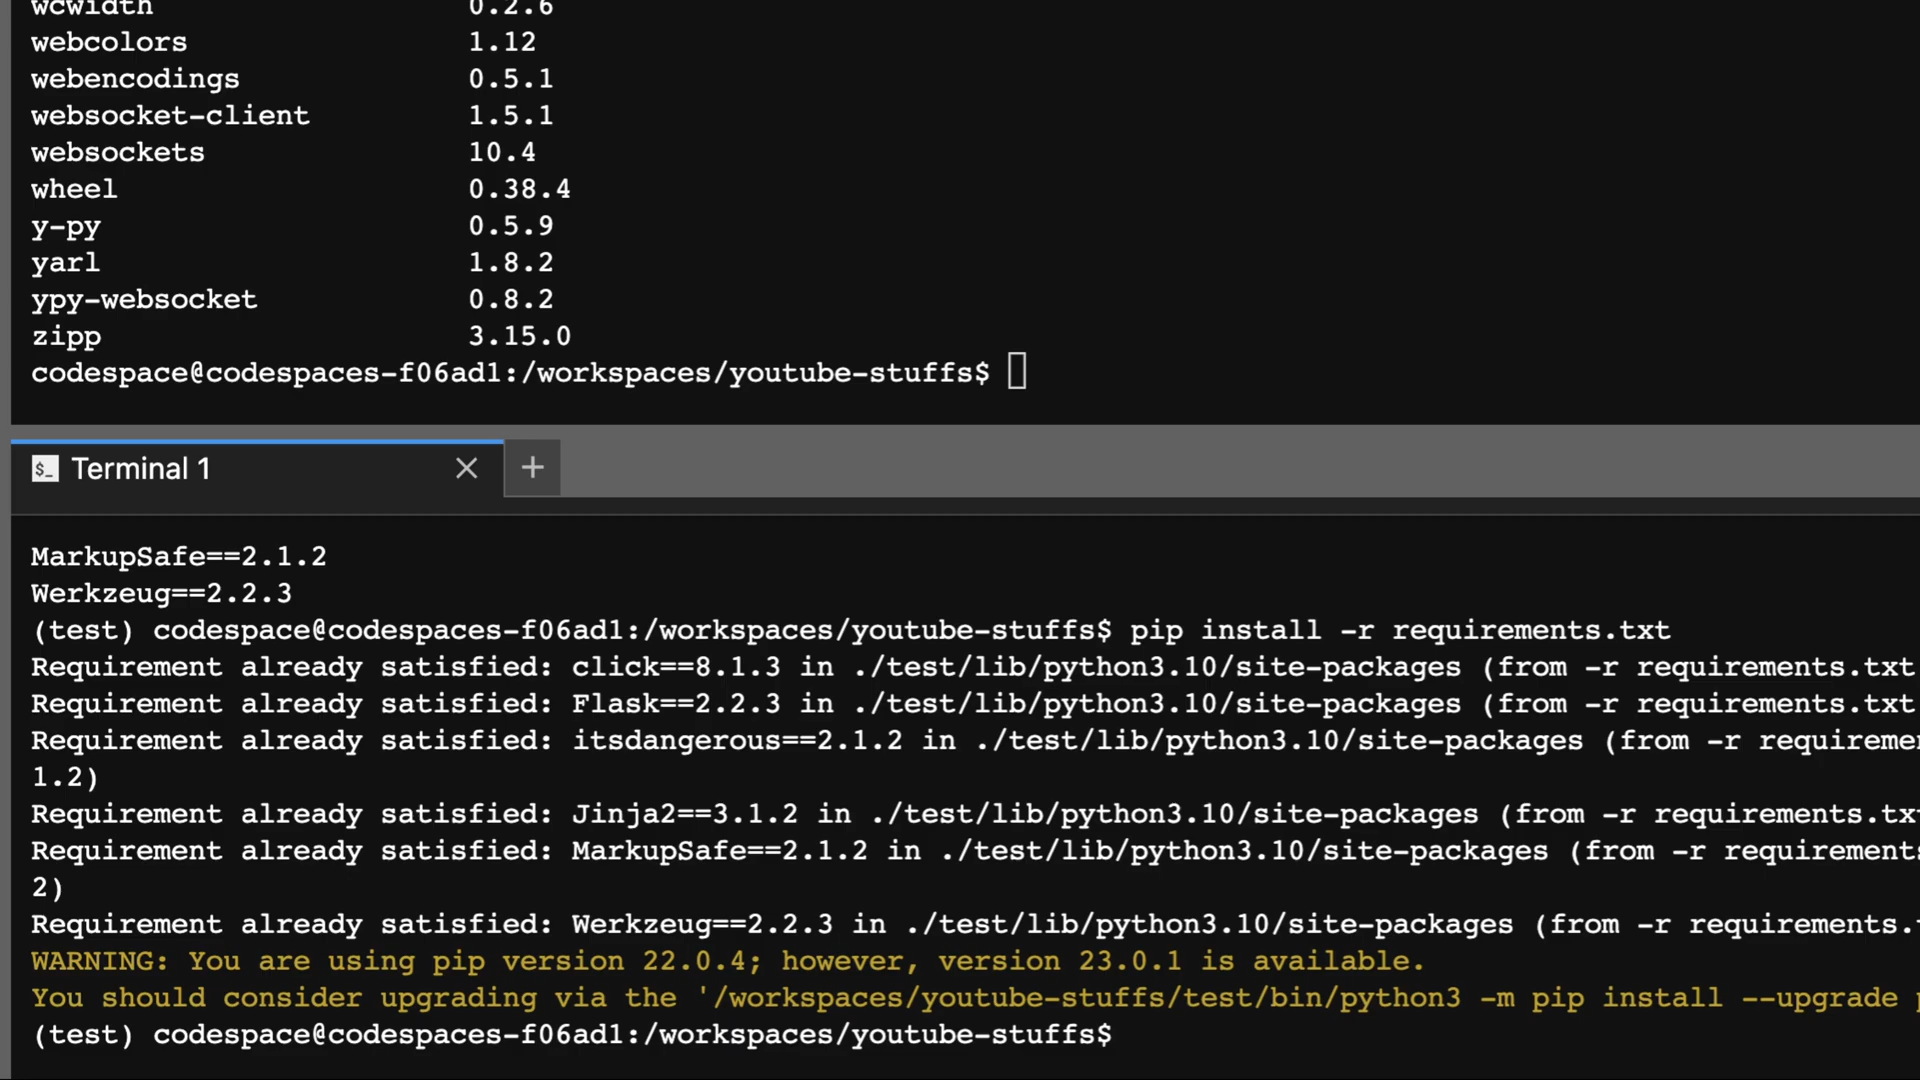 wcwidth 0.2.6
webcolors 1.12
webencodings 0.5.1
websocket-client 1.5.1
websockets 10.4
wheel 0.38.4
y-py 0.5.9
yarl 1.8.2
ypy-websocket 0.8.2
zipp 3.15.0
codespace@codespaces-f06ad1:/workspaces/youtube-stuffs$
$_ Terminal 1
MarkupSafe==2.1.2
Werkzeug==2.2.3
(test) codespace@codespaces-f06ad1:/workspaces/youtube-stuffs$ pip install -r requirements.txt
Requirement already satisfied: click==8.1.3 in ./test/lib/python3.10/site-packages (from -r requirements.txt
Requirement already satisfied: Flask==2.2.3 in ./test/lib/python3.10/site-packages (from -r requirements.txt
Requirement already satisfied: itsdangerous==2.1.2 in ./test/lib/python3.10/site-packages (from -r requireme
1.2)
Requirement already satisfied: Jinja2==3.1.2 in ./test/lib/python3.10/site-packages (from -r requirements.tx
Requirement already satisfied: MarkupSafe==2.1.2 in ./test/lib/python3.10/site-packages (from -r requirements
2)
Requirement already satisfied: Werkzeug==2.2.3 in ./test/lib/python3.10/site-packages (from -r requirements.
WARNING: You are using pip version 22.0.4; however, version 23.0.1 is available.
You should consider upgrading via the '/workspaces/youtube-stuffs/test/bin/python3 -m pip install --upgrade
(test) codespace@codespaces-f06ad1:/workspaces/youtube-stuffs$